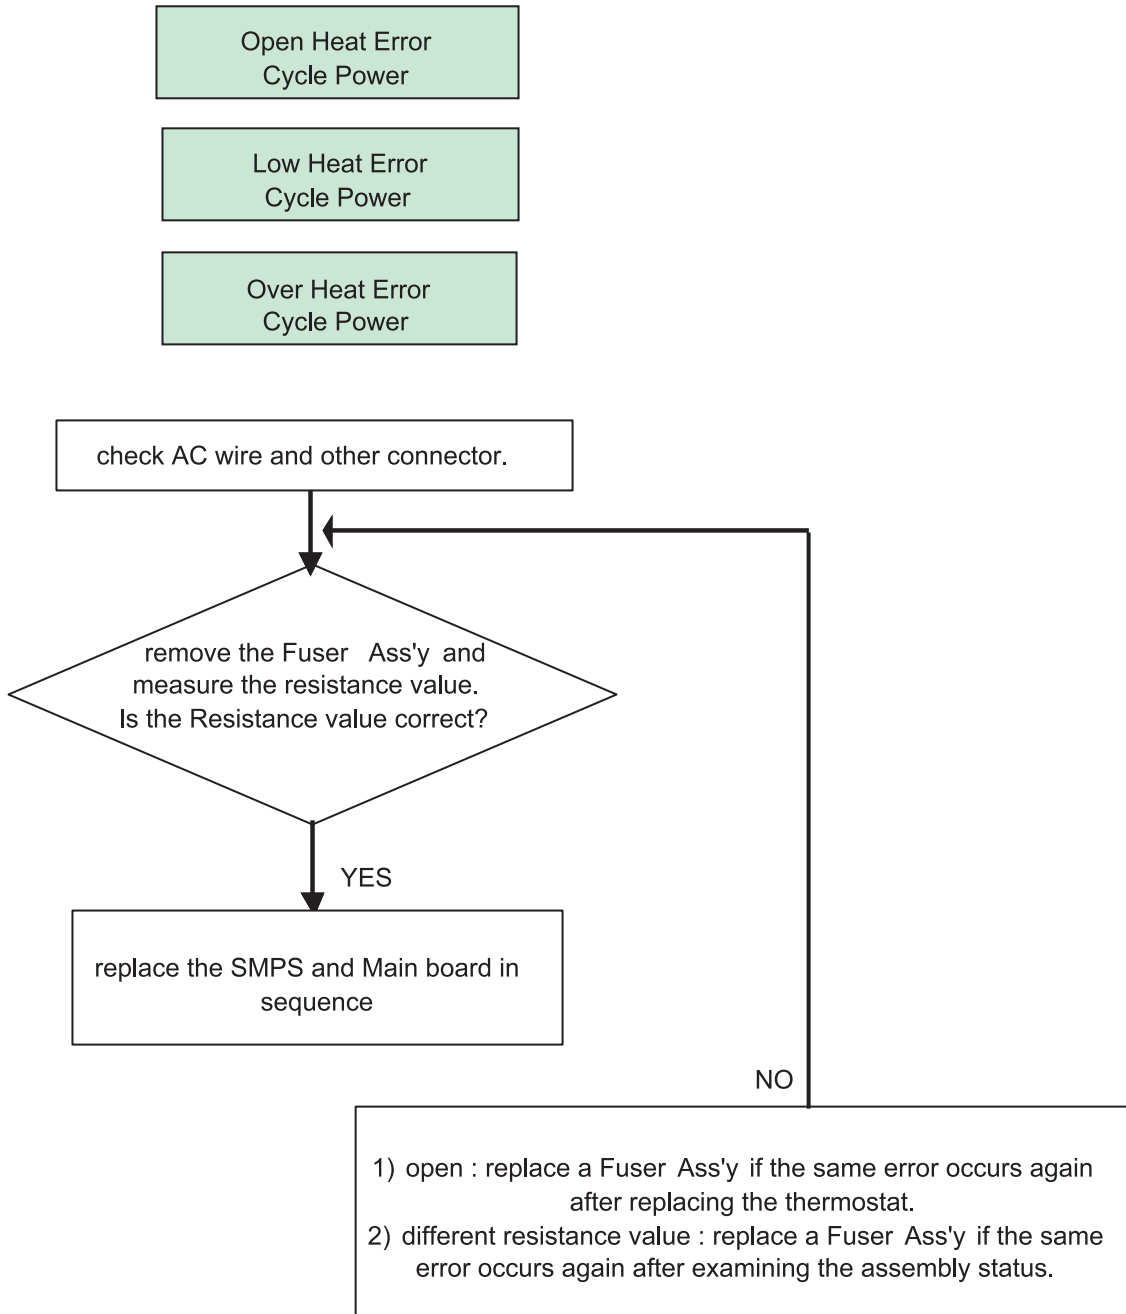 Open Heat Error
Cycle Power
Low Heat Error
Cycle Power
Over Heat Error
Cycle Power
check AC wire and other connector.
remove the Fuser Ass'y and
measure the resistance value.
Is the Resistance value correct?
YES
replace the SMPS and Main board in
sequence
NO
1) open : replace a Fuser Ass'y if the same error occurs again
after replacing the thermostat.
2) different resistance value : replace a Fuser Ass'y if the same
error occurs again after examining the assembly status.